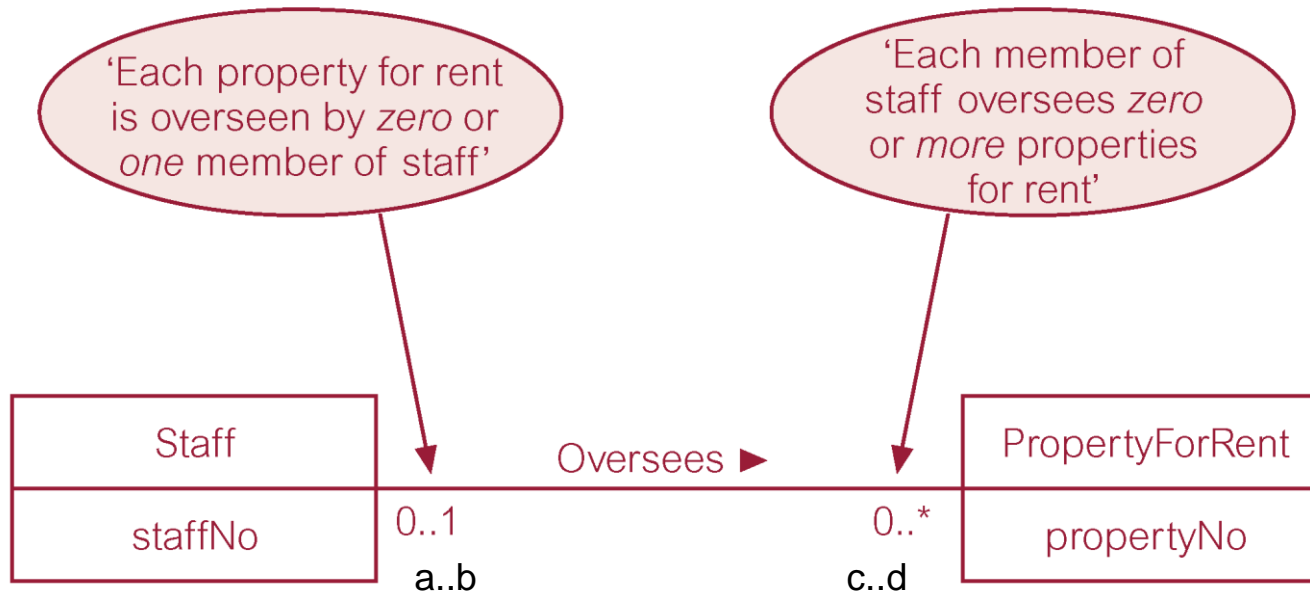 ‘Each property for rent
is overseen by zero or
one member of staff’
‘Each member of
staff oversees zero
or more properties
for rent’
Staff
Oversees ►
PropertyForRent
staffNo
0..1
0..*
propertyNo
a..b
c..d